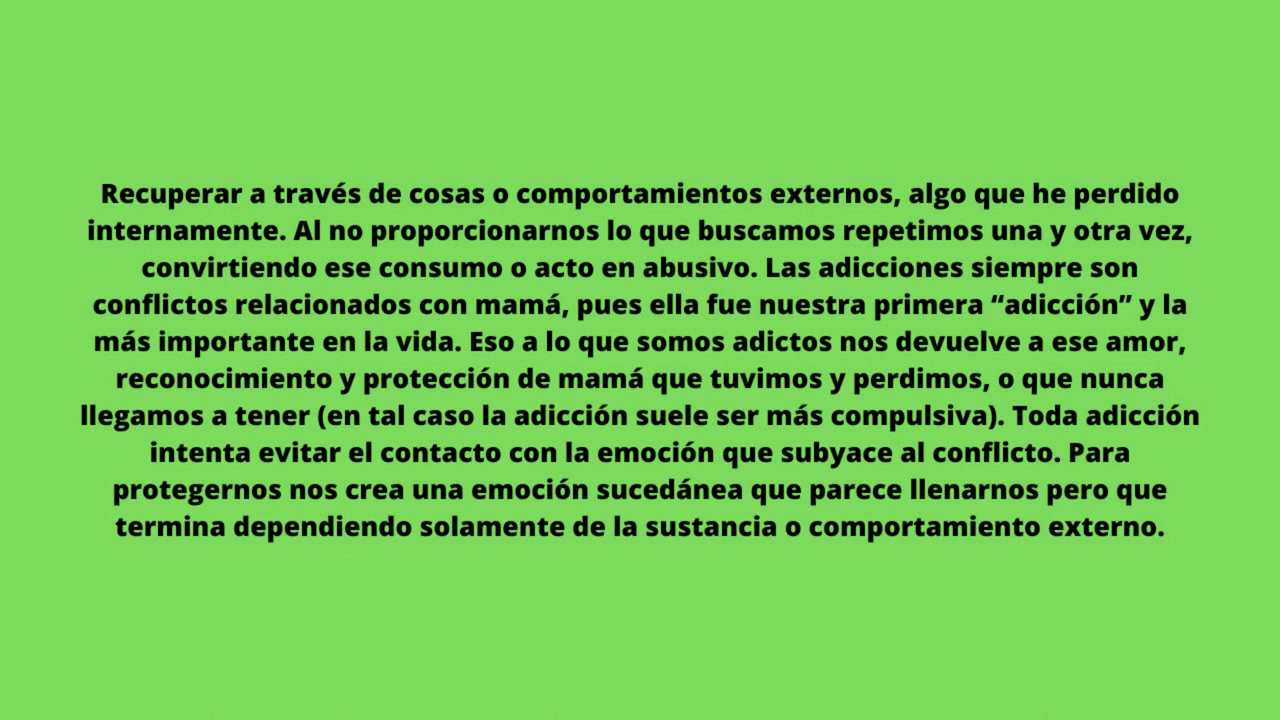 Recuperar a través de cosas o comportamientos externos, algo que he perdido
internamente. Al no proporcionarnos lo que buscamos repetimos una y otra vez,
convirtiendo ese consumo o acto en abusivo. Las adicciones siempre son
conflictos relacionados con mamá, pues ella fue nuestra primera “adicción” y la
más importante en la vida. Eso a lo que somos adictos nos devuelve a ese amor,
reconocimiento y protección de mamá que tuvimos y perdimos, o que nunca
llegamos a tener (en tal caso la adicción suele ser más compulsiva). Toda adicción
intenta evitar el contacto con la emoción que subyace al conflicto. Para
protegernos nos crea una emoción sucedánea que parece llenarnos pero que
termina dependiendo solamente de la sustancia o comportamiento externo.